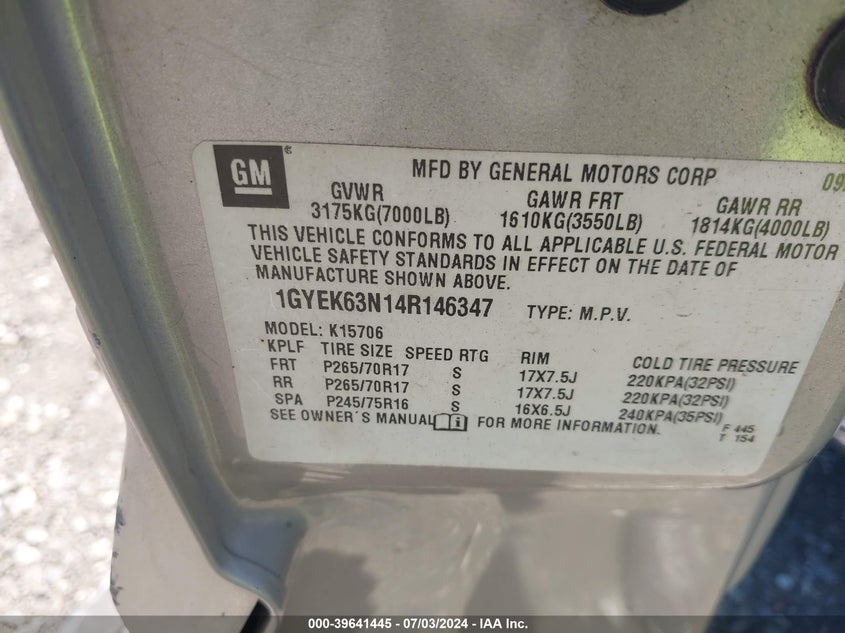 GM
MFD BY GENERAL MOTORS CORP 09
GVWR GAWR FRT GAWR RR
3175KG(7000LB) 1610KG(3550LB) 1814KG(4000LB)
THIS VEHICLE CONFORMS TO ALL APPLICABLE U.S. FEDERAL MOTOR
VEHICLE SAFETY STANDARDS IN EFFECT ON THE DATE OF
MANUFACTURE SHOWN ABOVE.
1GYEK63N14R146347 TYPE: M.P.V.
MODEL: K15706
KPLF TIRE SIZE SPEED RTG RIM COLD TIRE PRESSURE
FRT P265/70R17 S 17X7.5J 220KPA(32PSI)
RR P265/70R17 S 17X7.5J 220KPA(32PSI)
SPA P245/75R16 S 16X6.5J 240KPA(35PSI)
SEE OWNER'S MANUAL FOR MORE INFORMATION.
F 445
T 154
000-39641445 - 07/03/2024 - IAA Inc.